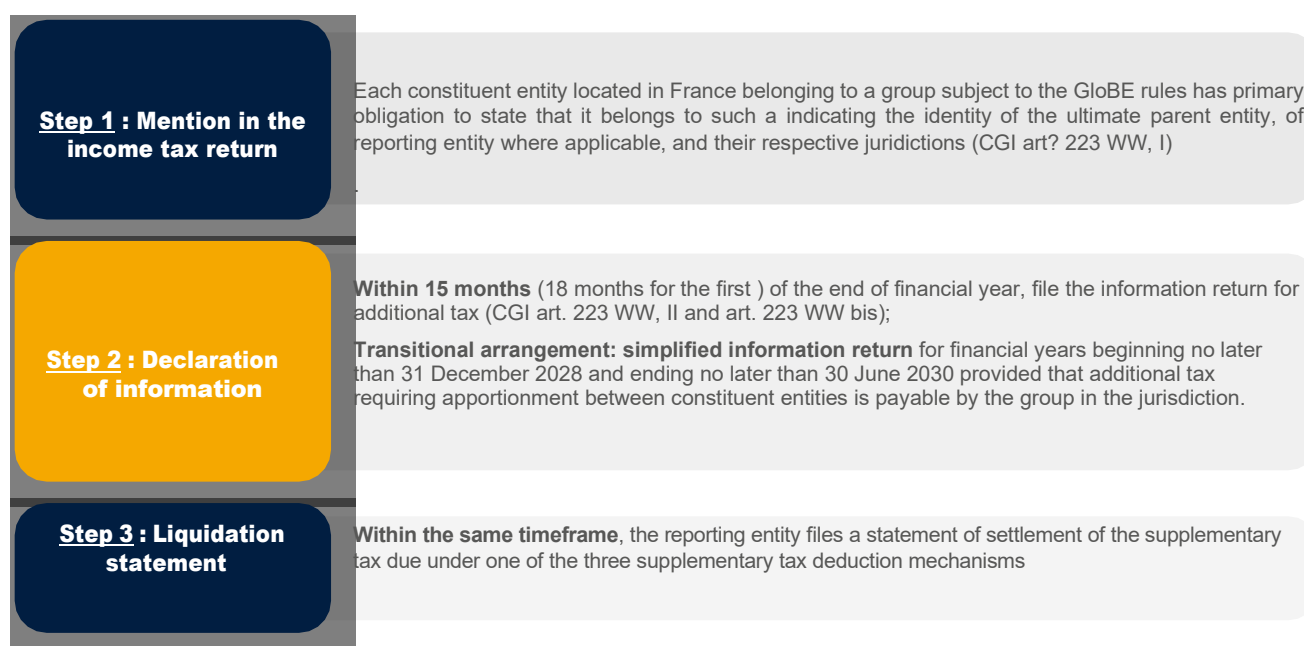 Step 1 : Mention in the
income tax return
Each constituent entity located in France belonging to a group subject to the GloBE rules has primary
obligation to state that it belongs to such a indicating the identity of the ultimate parent entity, of
reporting entity where applicable, and their respective juridictions (CGI art? 223 WW, I)
.
Step 2 : Declaration
of information
Within 15 months (18 months for the first ) of the end of financial year, file the information return for
additional tax (CGI art. 223 WW, II and art. 223 WW bis);
Transitional arrangement: simplified information return for financial years beginning no later
than 31 December 2028 and ending no later than 30 June 2030 provided that additional tax
requiring apportionment between constituent entities is payable by the group in the jurisdiction.
Step 3 : Liquidation
statement
Within the same timeframe, the reporting entity files a statement of settlement of the supplementary
tax due under one of the three supplementary tax deduction mechanisms